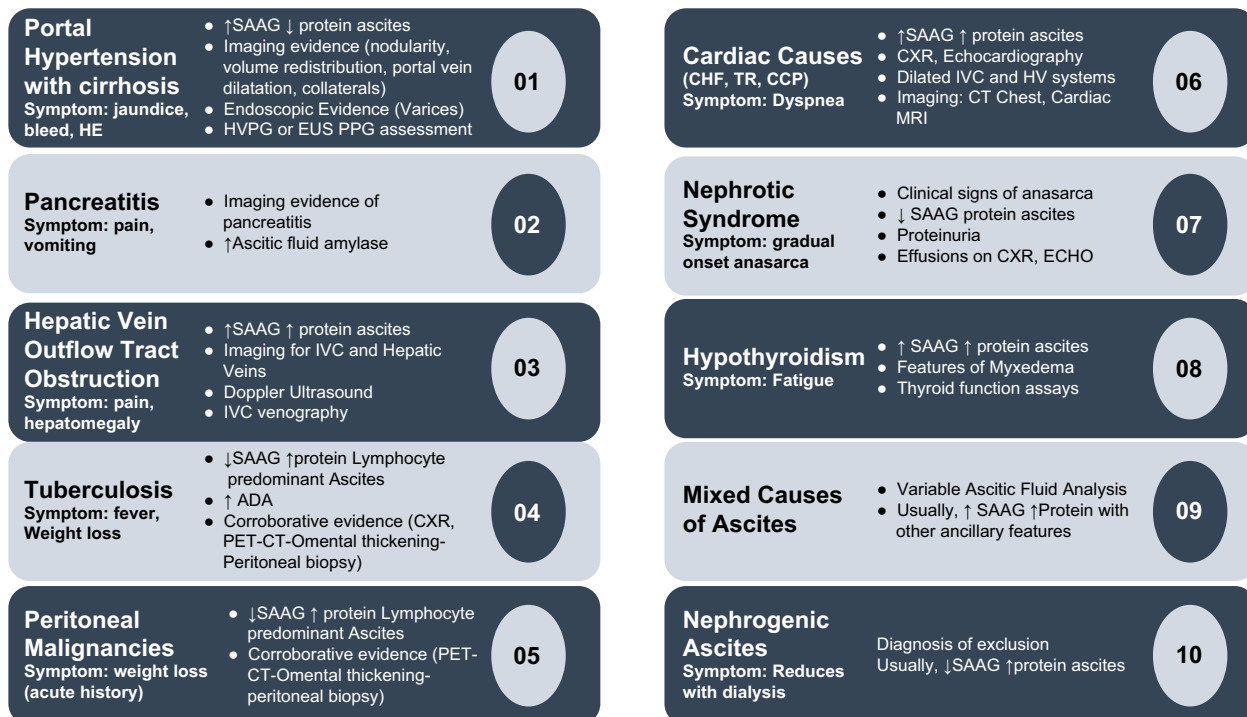 Portal
Hypertension
with cirrhosis
Symptom: jaundice,
bleed, HE
● ↑SAAG ↓ protein ascites
● Imaging evidence (nodularity,
volume redistribution, portal vein
dilatation, collaterals)
● Endoscopic Evidence (Varices)
● HVPG or EUS PPG assessment
01
Pancreatitis
Symptom: pain,
vomiting
● Imaging evidence of
pancreatitis
● ↑Ascitic fluid amylase
02
Hepatic Vein
Outflow Tract
Obstruction
Symptom: pain,
hepatomegaly
● ↑SAAG ↑ protein ascites
● Imaging for IVC and Hepatic
Veins
● Doppler Ultrasound
● IVC venography
03
Tuberculosis
Symptom: fever,
Weight loss
● ↓SAAG ↑protein Lymphocyte
predominant Ascites
● ↑ ADA
● Corroborative evidence (CXR,
PET-CT-Omental thickening-
Peritoneal biopsy)
04
Peritoneal
Malignancies
Symptom: weight loss
(acute history)
● ↓SAAG ↑ protein Lymphocyte
predominant Ascites
● Corroborative evidence (PET-
CT-Omental thickening-
peritoneal biopsy)
05
Cardiac Causes
(CHF, TR, CCP)
Symptom: Dyspnea
● ↑SAAG ↑ protein ascites
● CXR, Echocardiography
● Dilated IVC and HV systems
● Imaging: CT Chest, Cardiac
MRI
06
Nephrotic
Syndrome
Symptom: gradual
onset anasarca
● Clinical signs of anasarca
● ↓ SAAG protein ascites
● Proteinuria
● Effusions on CXR, ECHO
07
Hypothyroidism
Symptom: Fatigue
● ↑ SAAG ↑ protein ascites
● Features of Myxedema
● Thyroid function assays
08
Mixed Causes
of Ascites
● Variable Ascitic Fluid Analysis
● Usually, ↑ SAAG ↑Protein with
other ancillary features
09
Nephrogenic
Ascites
Symptom: Reduces
with dialysis
Diagnosis of exclusion
Usually, ↓SAAG ↑protein ascites
10